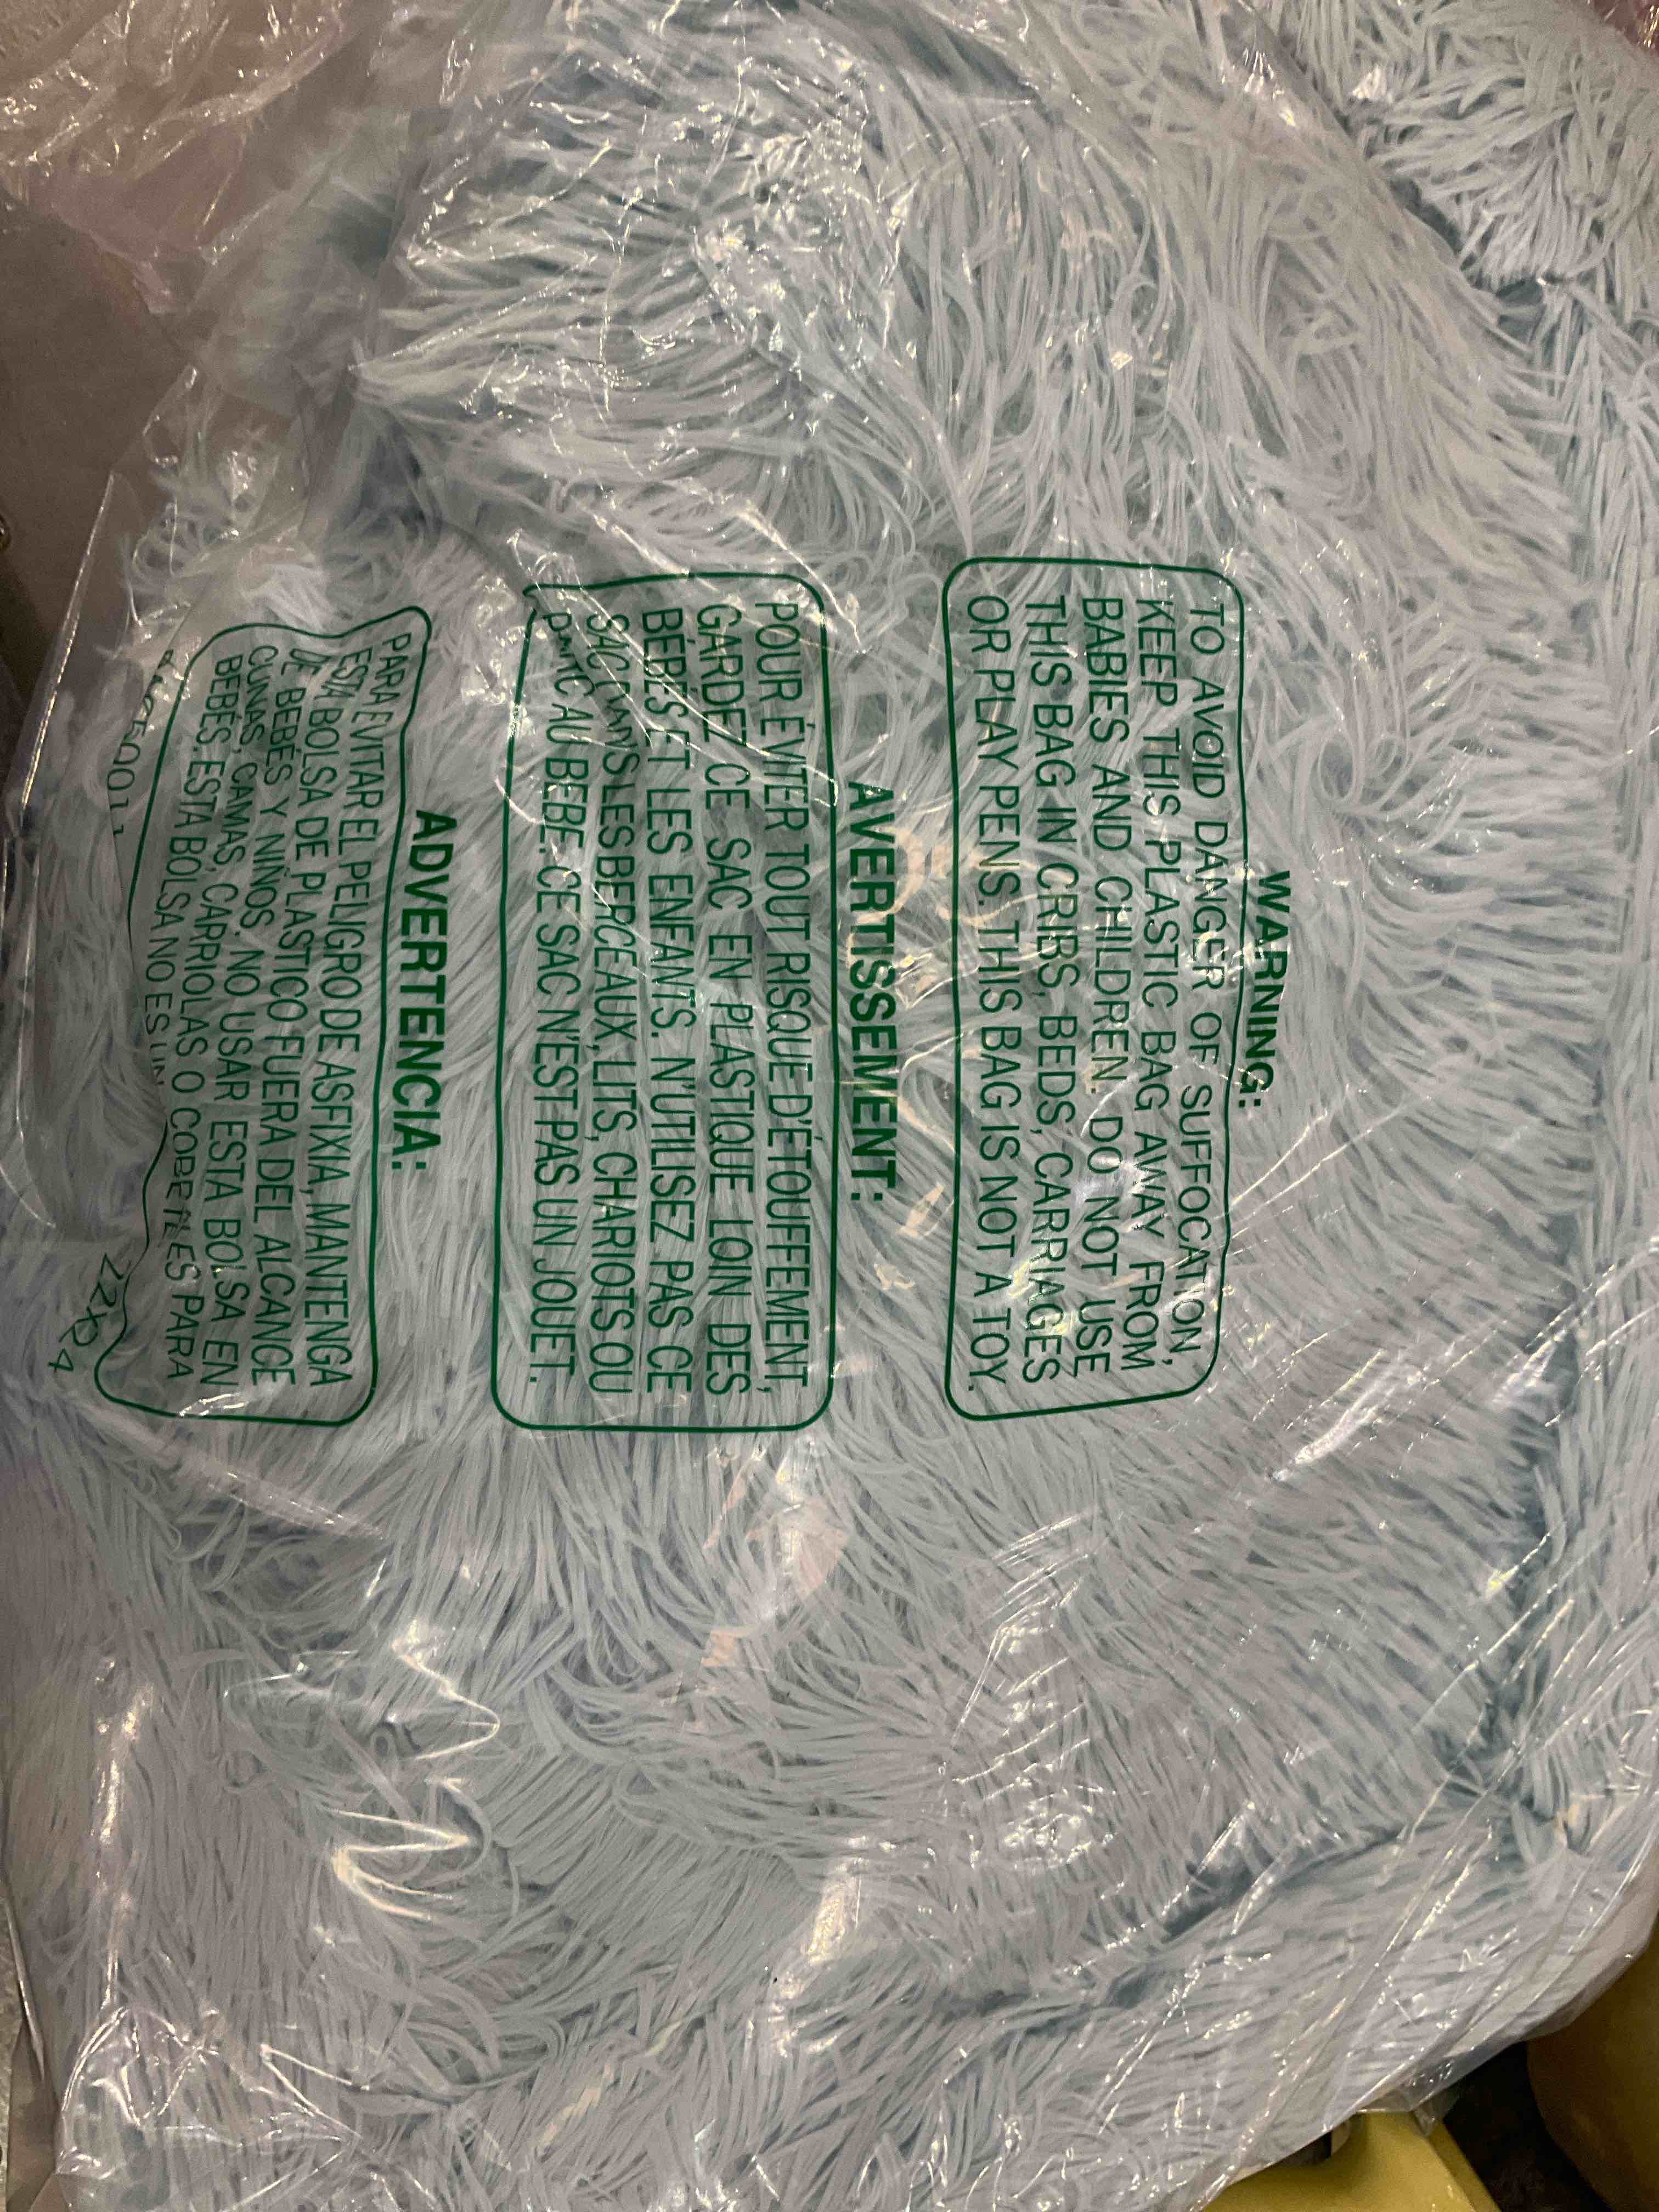 WARNING:
TO AVOID DANGER OF SUFFOCATION,
KEEP THIS PLASTIC BAG AWAY FROM
BABIES AND CHILDREN. DO NOT USE
THIS BAG IN CRIBS, BEDS, CARRIAGES
OR PLAY PENS. THIS BAG IS NOT A TOY.
AVERTISSEMENT:
POUR ÉVITER TOUT RISQUE D'ÉTOUFFEMENT,
GARDEZ CE SAC EN PLASTIQUE LOIN DES
BÉBÉS ET LES ENFANTS. N'UTILISEZ PAS CE
SAC DANS LES BERCEAUX, LITS, CHARIOTS OU
AU BEBE. CE SAC N'EST PAS UN JOUET.
ADVERTENCIA:
PARA EVITAR EL PELIGRO DE ASFIXIA, MANTENGA
ESTA BOLSA DE PLASTICO FUERA DEL ALCANCE
DE BEBÉS Y NIÑOS. NO USAR ESTA BOLSA EN
CUNAS, CAMAS, CARRIOLAS O CORRALES PARA
BEBÉS. ESTA BOLSA NO ES UN